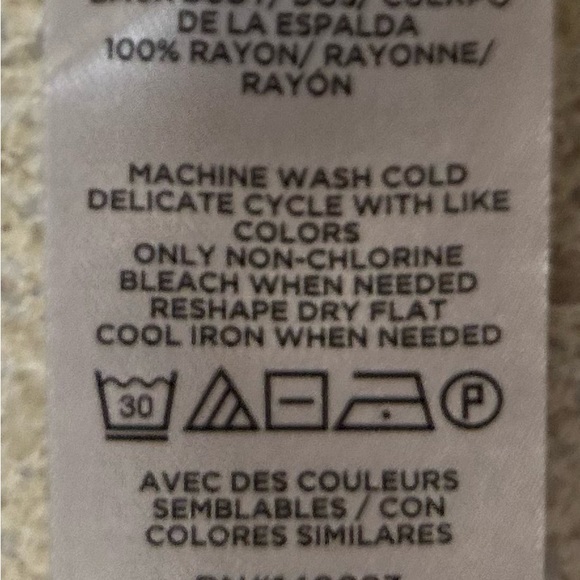 DE LA ESPALDA
100% RAYON/ RAYONNE/
RAYÓN
MACHINE WASH COLD
DELICATE CYCLE WITH LIKE
COLORS
ONLY NON-CHLORINE
BLEACH WHEN NEEDED
RESHAPE DRY FLAT
COOL IRON WHEN NEEDED
30 P
AVEC DES COULEURS
SEMBLABLES / CON
COLORES SIMILARES